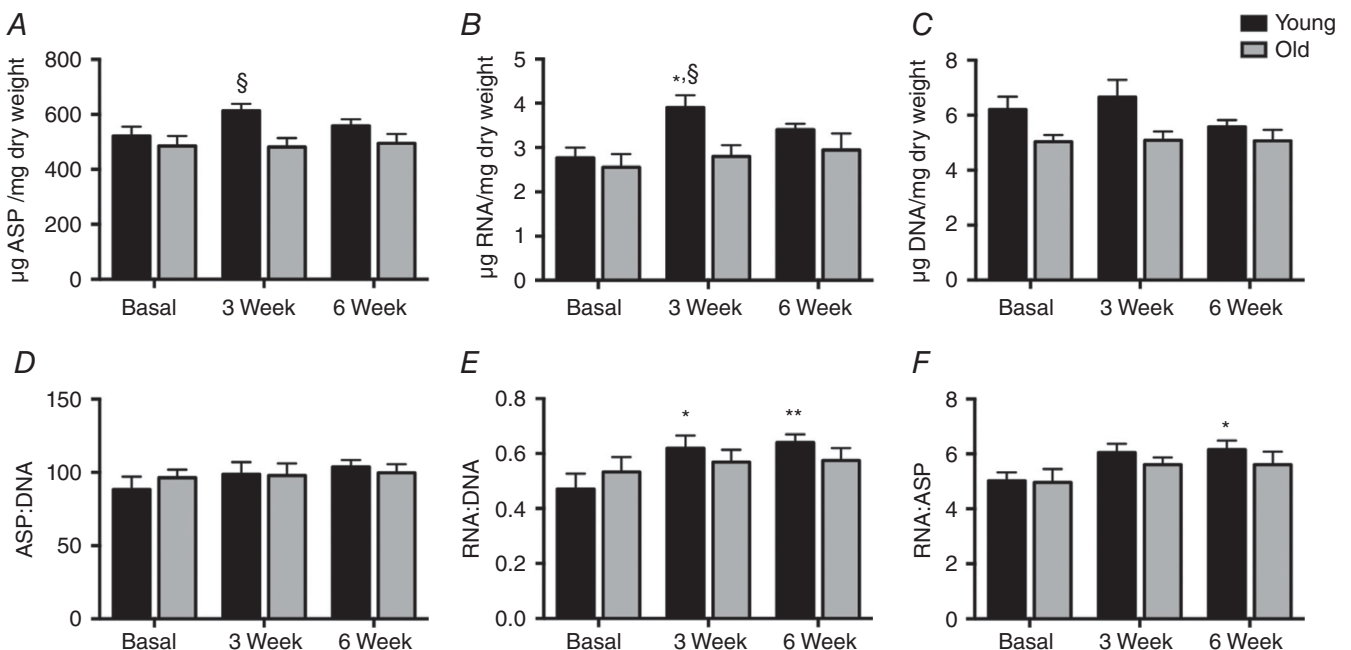 A
B
C
Young
Old
µg ASP /mg dry weight
800
600
400
200
0
§
Basal
3 Week
6 Week
µg RNA/mg dry weight
5
4
3
2
1
0
*,§
Basal
3 Week
6 Week
µg DNA/mg dry weight
8
6
4
2
0
Basal
3 Week
6 Week
D
E
F
ASP:DNA
150
100
50
0
Basal
3 Week
6 Week
RNA:DNA
0.8
0.6
0.4
0.2
0.0
*
**
Basal
3 Week
6 Week
RNA:ASP
8
6
4
2
0
*
Basal
3 Week
6 Week